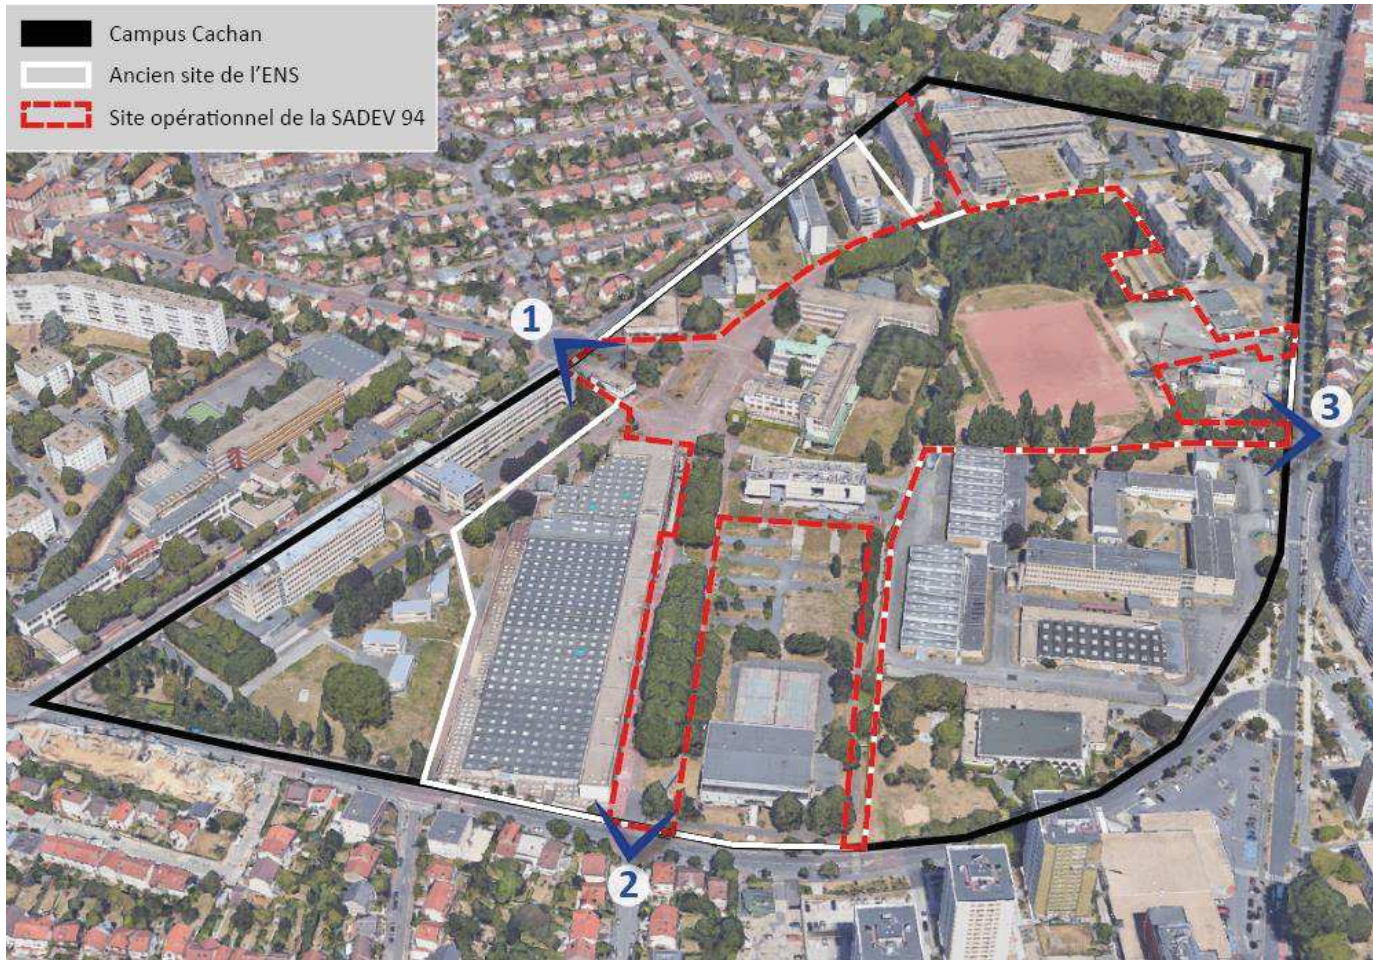 Campus Cachan
Ancien site de l'ENS
Site opérationnel de la SADEV 94
1
3
2